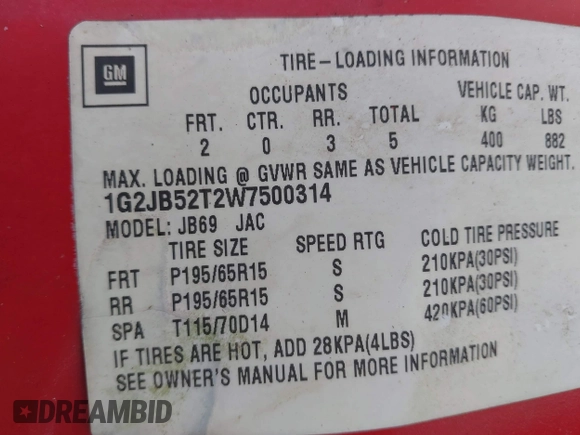 GM
TIRE-LOADING INFORMATION
OCCUPANTS VEHICLE CAP. WT.
FRT. CTR. RR. TOTAL KG LBS
2 0 3 5 400 882
MAX. LOADING @ GVWR SAME AS VEHICLE CAPACITY WEIGHT.
1G2JB52T2W7500314
MODEL: JB69 JAC
TIRE SIZE SPEED RTG COLD TIRE PRESSURE
FRT P195/65R15 S 210KPA(30PSI)
RR P195/65R15 S 210KPA(30PSI)
SPA T115/70D14 M 420KPA(60PSI)
IF TIRES ARE HOT, ADD 28KPA(4LBS)
SEE OWNER'S MANUAL FOR MORE INFORMATION
DREAMBID